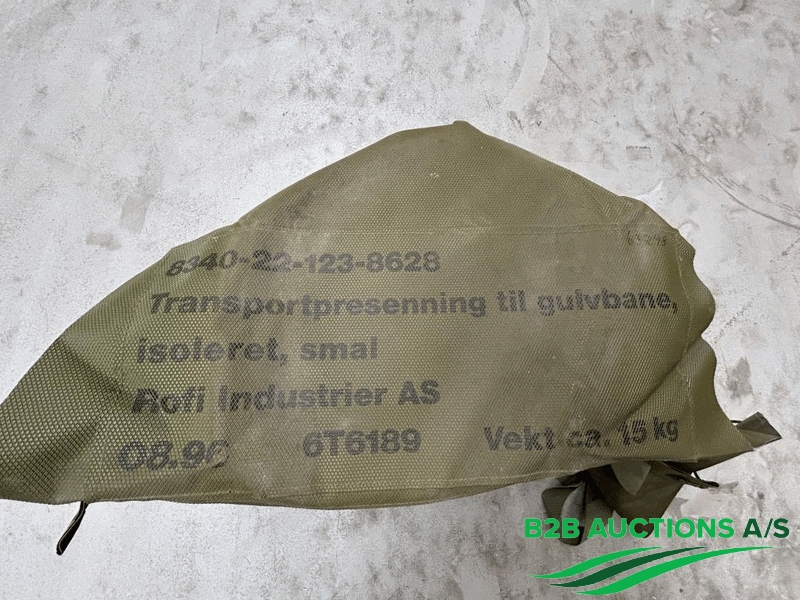 8340-22-123-8628
Transportpresenning til gulvbane,
isoleret, smal
Rofi Industrier AS
08.96 6T6189 Vekt ca. 15 kg
B2B AUCTIONS A/S